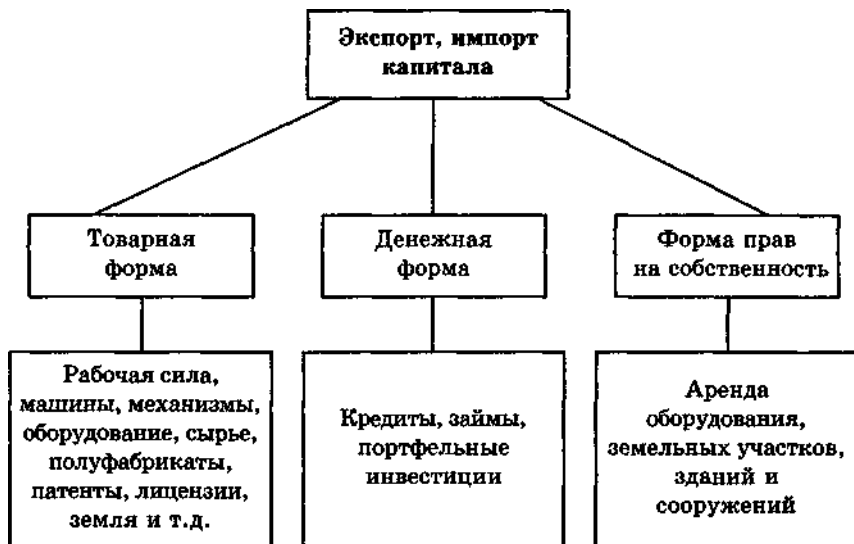 Экспорт, импорт
капитала
Товарная
форма
Денежная
форма
Форма прав
на собственность
Рабочая сила,
машины, механизмы,
оборудование, сырье,
полуфабрикаты,
патенты, лицензии,
земля и т.д.
Кредиты, займы,
портфельные
инвестиции
Аренда
оборудования,
земельных участков,
зданий и
сооружений